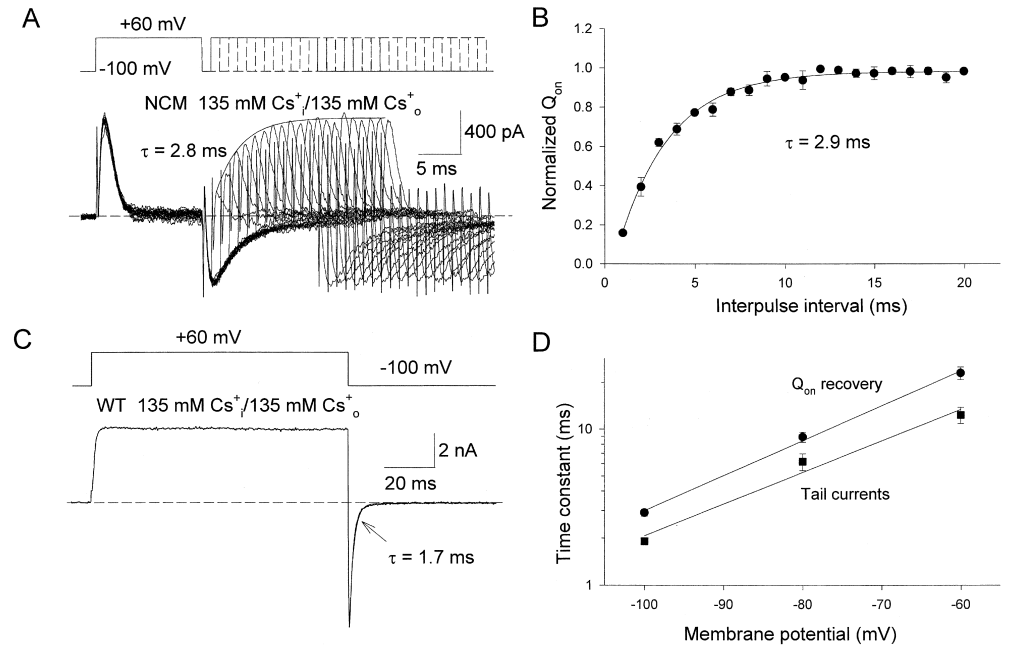 A
+60 mV
-100 mV
NCM 135 mM Cs⁺ᵢ/135 mM Cs⁺ₒ
τ = 2.8 ms
400 pA
5 ms
B
Normalized Qon
1.2
1.0
0.8
0.6
0.4
0.2
0.0
τ = 2.9 ms
0 5 10 15 20
Interpulse interval (ms)
C
+60 mV
-100 mV
WT 135 mM Cs⁺ᵢ/135 mM Cs⁺ₒ
2 nA
20 ms
τ = 1.7 ms
D
Time constant (ms)
10
1
Qon recovery
Tail currents
-100 -90 -80 -70 -60
Membrane potential (mV)